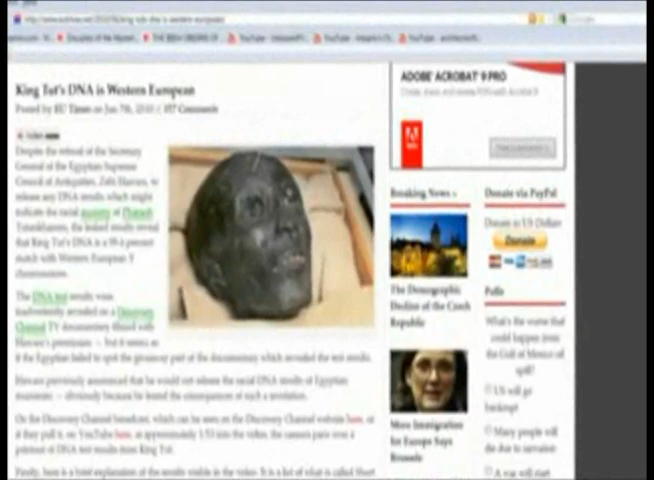 King Tut's DNA is Western European
Posted by EU Times on Jun 7th, 2010 // 157 Comments
Despite the refusal of the Secretary
General of the Egyptian Supreme
Council of Antiquities, Zahi Hawass, to
release any DNA results which might
indicate the racial ancestry of Pharaoh
Tutankhamen, the leaked results reveal
that King Tut's DNA is a 99.6 percent
match with Western European Y
chromosomes.
The DNA test results were
inadvertently revealed on a Discovery
Channel TV documentary filmed with
Hawass's permission — but it seems as
if the Egyptian failed to spot the giveaway part of the documentary which revealed the test results.
Hawass previously announced that he would not release the racial DNA results of Egyptian
mummies — obviously because he feared the consequences of such a revelation.
On the Discovery Channel broadcast, which can be seen on the Discovery Channel website here, or
if they pull it, on YouTube here, at approximately 1:53 into the video, the camera pans over a
printout of DNA test results from King Tut.
Firstly, here is a brief explanation of the results visible in the video. It is a list of what is called Short
ADOBE ACROBAT 9 PRO
Breaking News »
The Demographic
Decline of the Czech
Republic
More Immigration
for Europe Says
Brussels
Donate via PayPal
Donate in US Dollars
Donate
Polls
What's the worse that
could happen from
the Gulf of Mexico oil
spill?
US will go
bankrupt
Many people will
die due to
A war will start